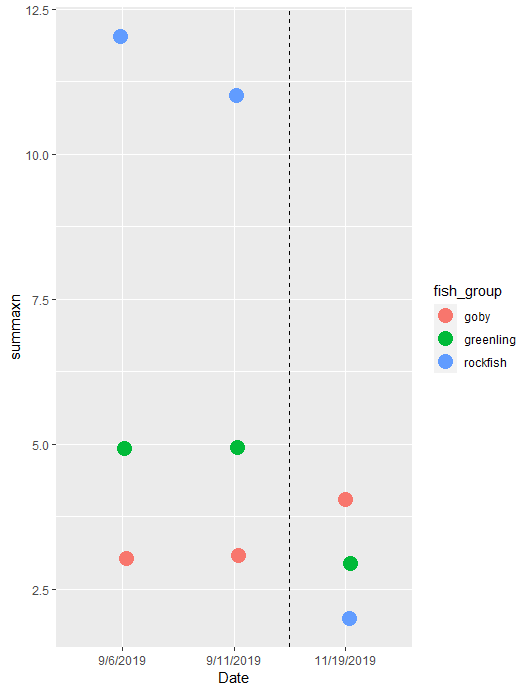 12.5
10.0
7.5
5.0
2.5
summaxn
9/6/2019
9/11/2019
11/19/2019
Date
fish_group
goby
greenling
rockfish